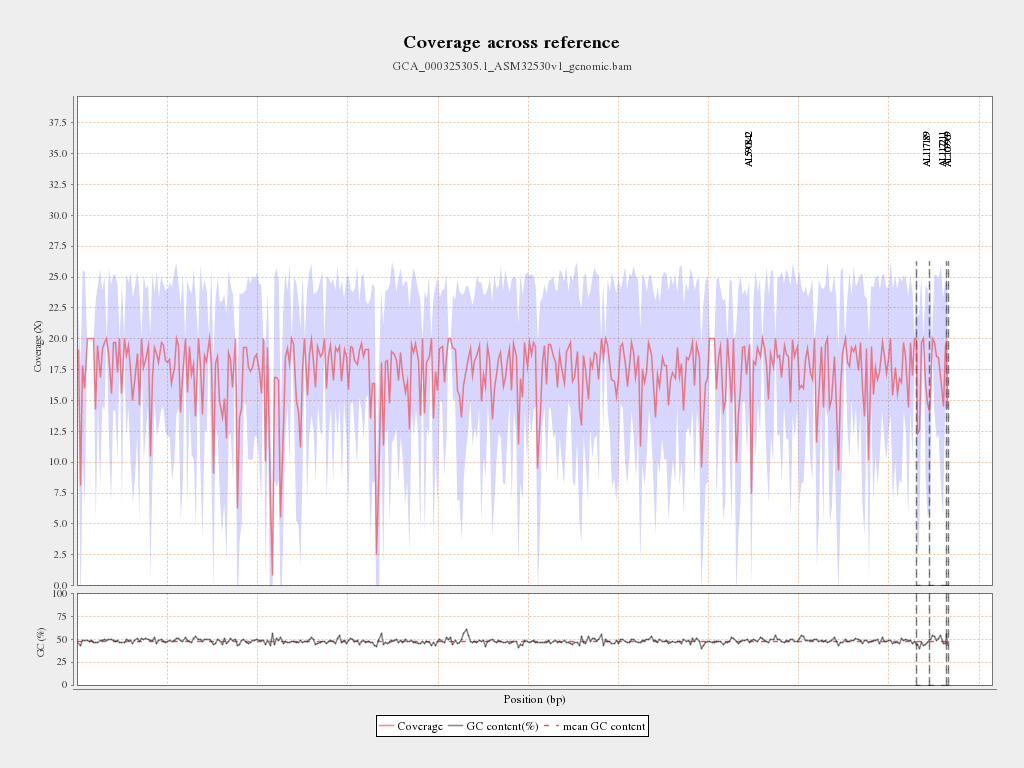 Coverage across reference
GCA_000325305.1_ASM32530v1_genomic.bam
37.5
35.0
32.5
30.0
27.5
25.0
22.5
20.0
17.5
15.0
12.5
10.0
7.5
5.0
2.5
0.0
Coverage (X)
AL590842
AL117189
AL117211
AL109969
100
75
50
25
0
GC (%)
Position (bp)
Coverage GC content(%) mean GC content